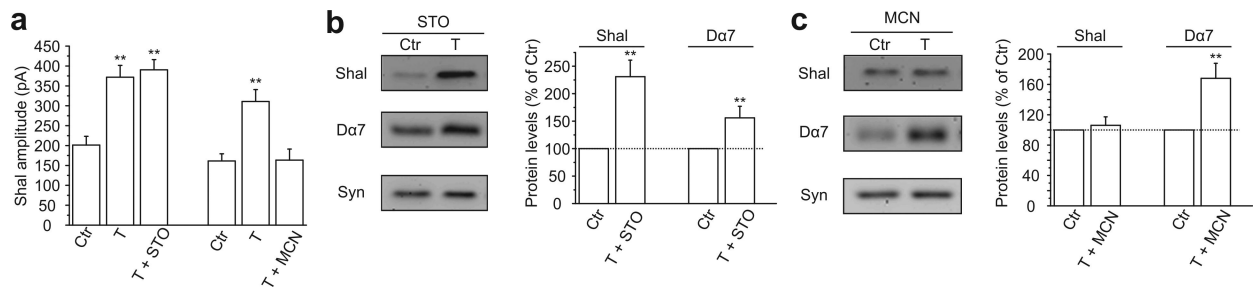 a
Shal amplitude (pA)
450
400
350
300
250
200
150
100
50
0
**
**
**
Ctr
T
T + STO
Ctr
T
T + MCN
b
STO
Ctr T
Shal
Dα7
Syn
Protein levels (% of Ctr)
250
200
150
100
50
0
Shal
Dα7
**
**
Ctr
T + STO
Ctr
T + STO
c
MCN
Ctr T
Shal
Dα7
Syn
Protein levels (% of Ctr)
200
160
120
80
40
0
Shal
Dα7
**
Ctr
T + MCN
Ctr
T + MCN